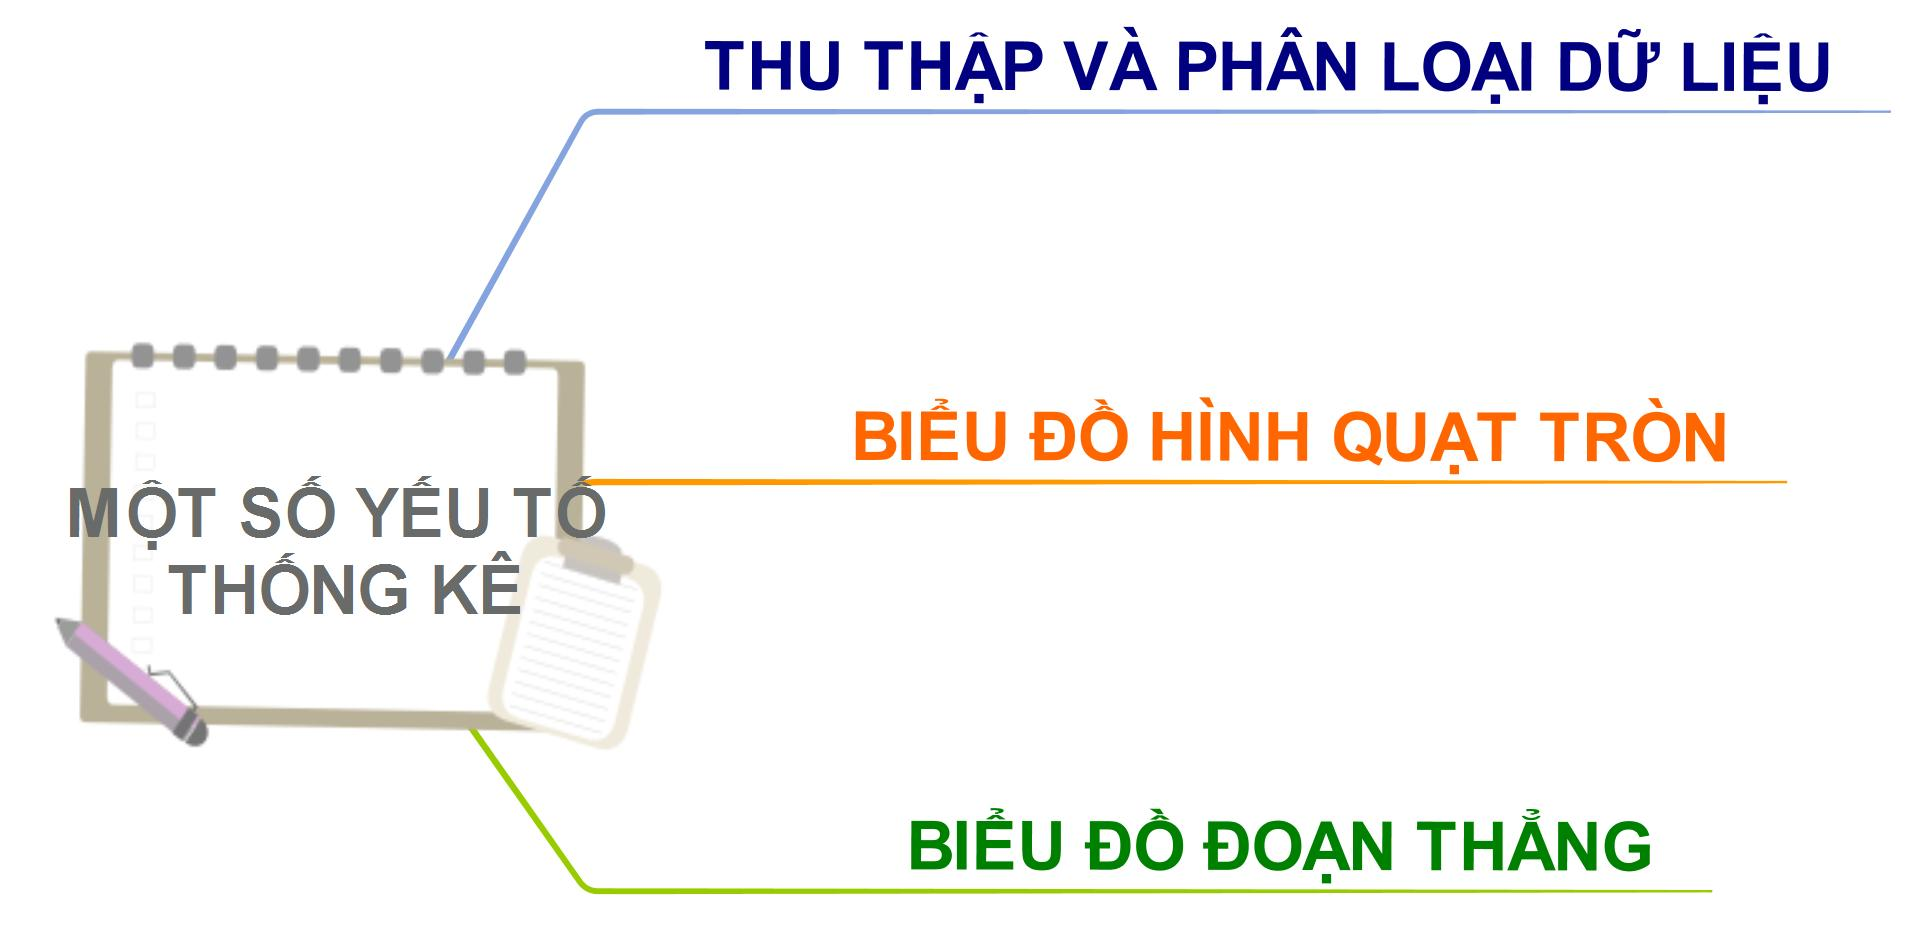 THU THẬP VÀ PHÂN LOẠI DỮ LIỆU
BIỂU ĐỒ HÌNH QUẠT TRÒN
MỘT SỐ YẾU TỐ
THỐNG KÊ
BIỂU ĐỒ ĐOẠN THẲNG